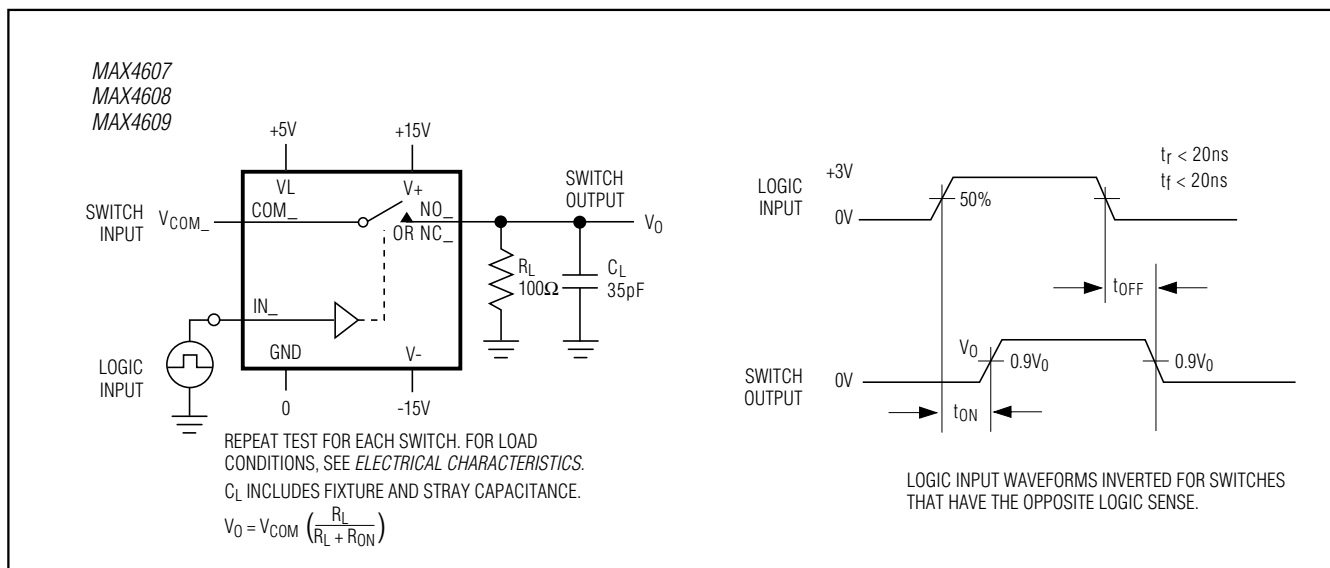 MAX4607
MAX4608
MAX4609
+5V
+15V
VL
V+
SWITCH
OUTPUT
SWITCH
INPUT
VCOM_
COM_
NO_
OR NC_
VO
RL
100Ω
CL
35pF
IN_
GND
V-
LOGIC
INPUT
0
-15V
REPEAT TEST FOR EACH SWITCH. FOR LOAD
CONDITIONS, SEE ELECTRICAL CHARACTERISTICS.
CL INCLUDES FIXTURE AND STRAY CAPACITANCE.
VO = VCOM (RL / RL + RON)
LOGIC
INPUT
+3V
0V
50%
tr < 20ns
tf < 20ns
tOFF
SWITCH
OUTPUT
VO
0V
0.9V0
0.9V0
tON
LOGIC INPUT WAVEFORMS INVERTED FOR SWITCHES
THAT HAVE THE OPPOSITE LOGIC SENSE.